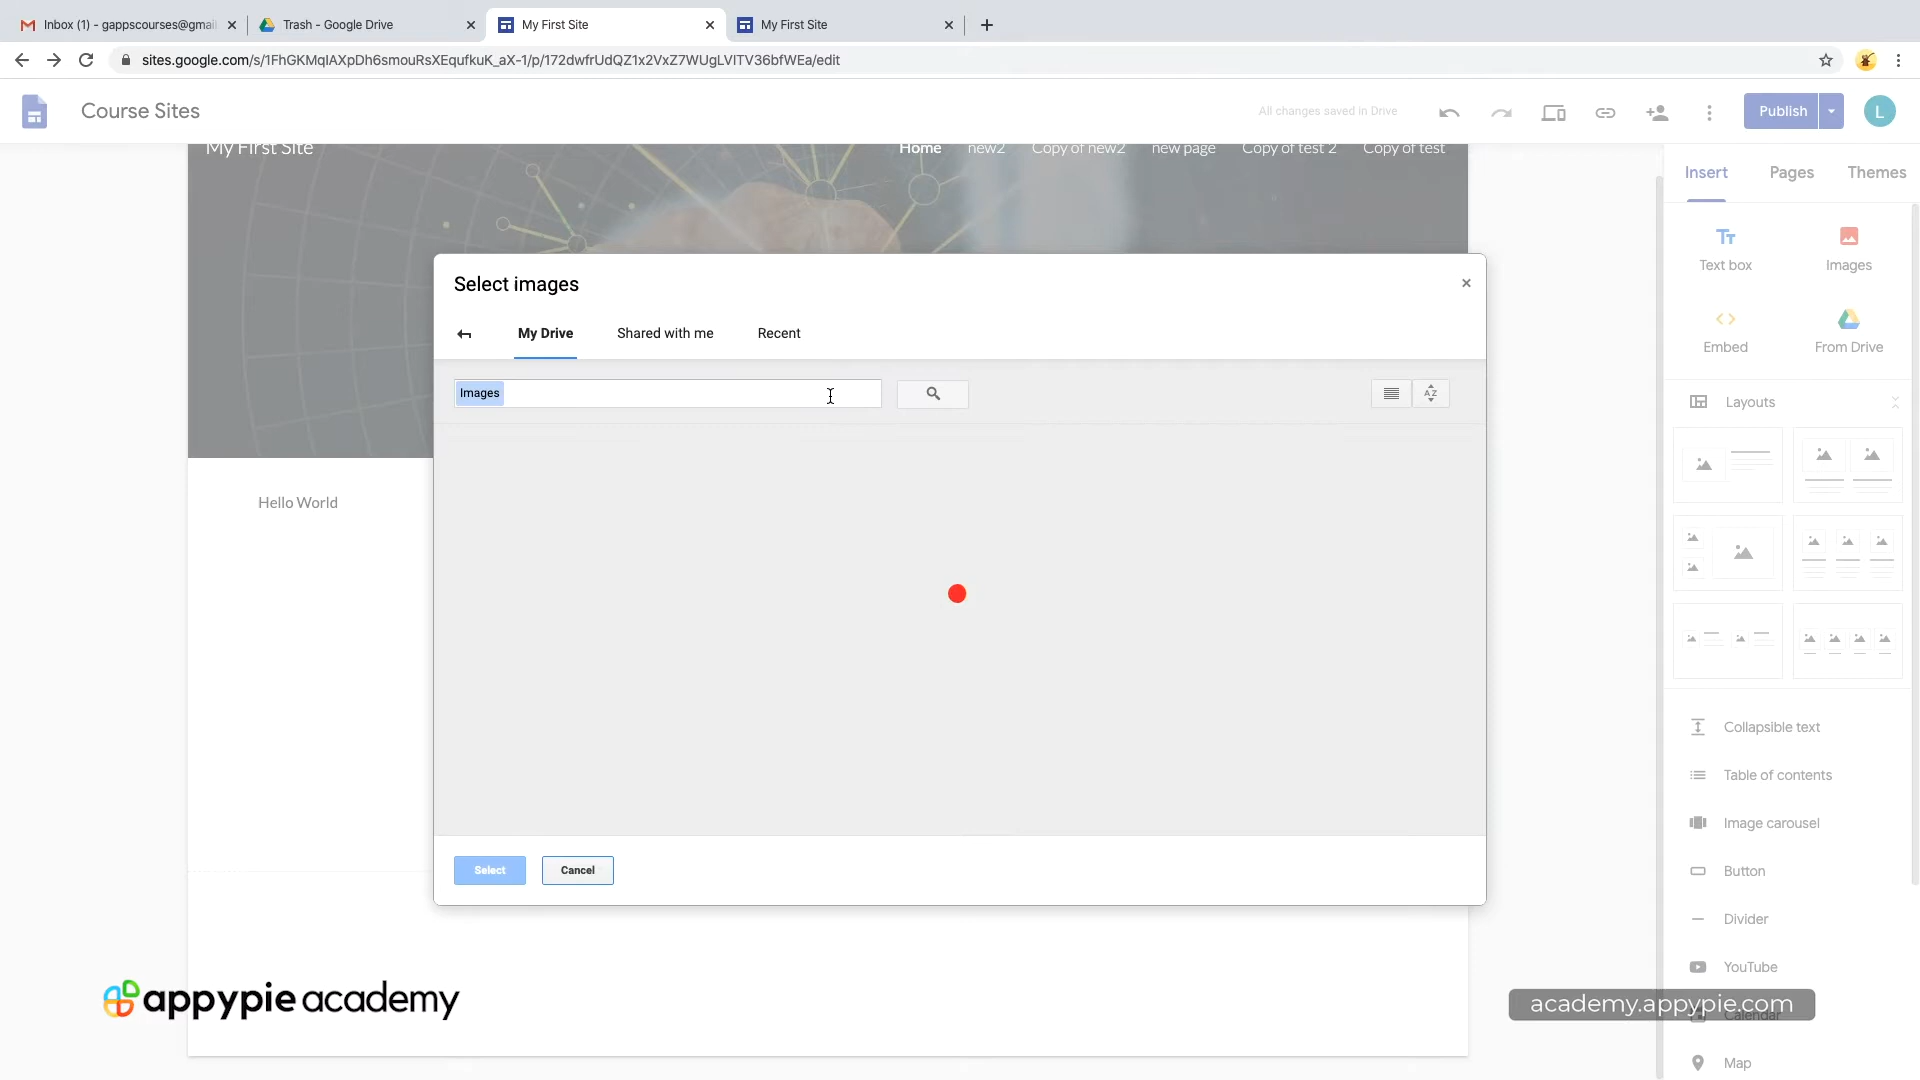 Inbox (1) - gappscourses@gmai
Trash - Google Drive
My First Site
My First Site
sites.google.com/s/1FhGKMqIAXpDh6smouRsXEqufkuK_aX-1/p/172dwfrUdQZ1x2VxZ7WUgLVITV36bfWEa/edit
Course Sites
All changes saved in Drive
Publish
L
My First Site
Home
new2
Copy of new2
new page
Copy of test 2
Copy of test
Insert
Pages
Themes
Text box
Images
Embed
From Drive
Layouts
Select images
My Drive
Shared with me
Recent
Images
AZ
Hello World
Select
Cancel
Collapsible text
Table of contents
Image carousel
Button
Divider
YouTube
Calendar
Map
appypie academy
academy.appypie.com